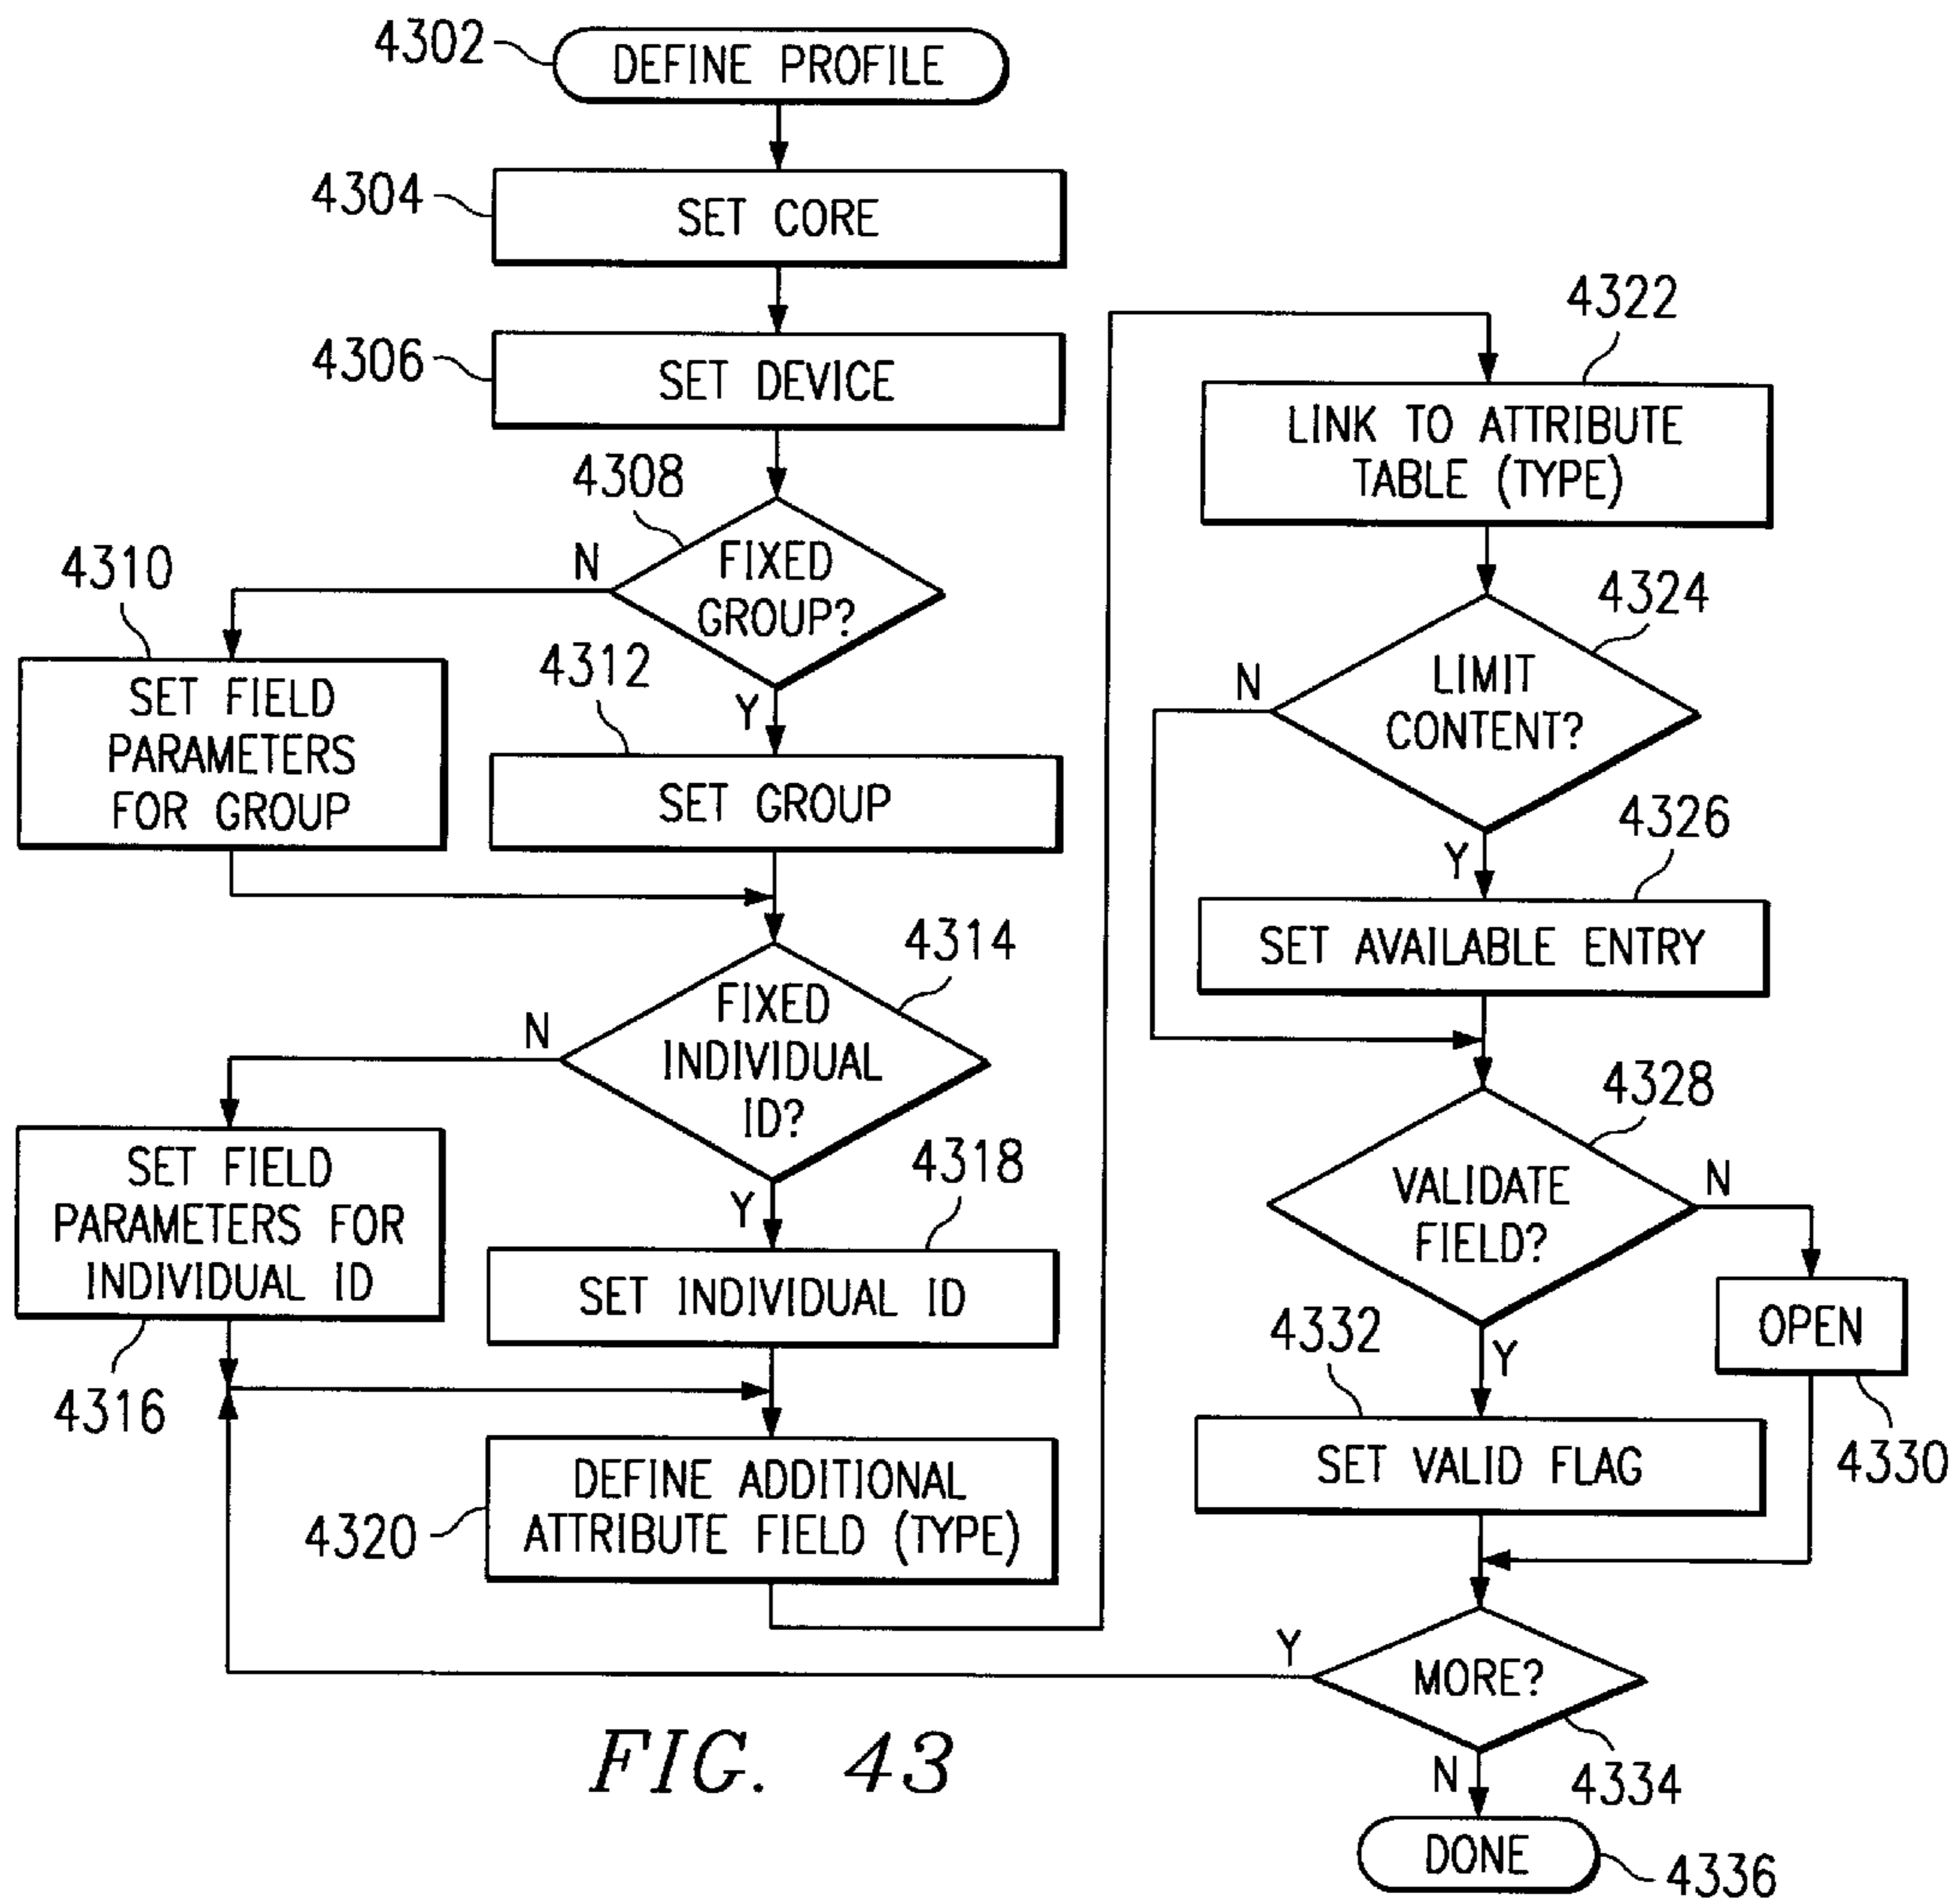 4302
DEFINE PROFILE
4304
SET CORE
4306
SET DEVICE
4308
N
FIXED
GROUP?
Y
4310
SET FIELD
PARAMETERS
FOR GROUP
4312
SET GROUP
4314
N
FIXED
INDIVIDUAL
ID?
Y
SET FIELD
PARAMETERS FOR
INDIVIDUAL ID
4316
4318
SET INDIVIDUAL ID
4320
DEFINE ADDITIONAL
ATTRIBUTE FIELD (TYPE)
4322
LINK TO ATTRIBUTE
TABLE (TYPE)
4324
N
LIMIT
CONTENT?
Y
4326
SET AVAILABLE ENTRY
4328
VALIDATE
FIELD?
N
Y
OPEN
4330
4332
SET VALID FLAG
Y
MORE?
4334
N
DONE
4336
FIG. 43